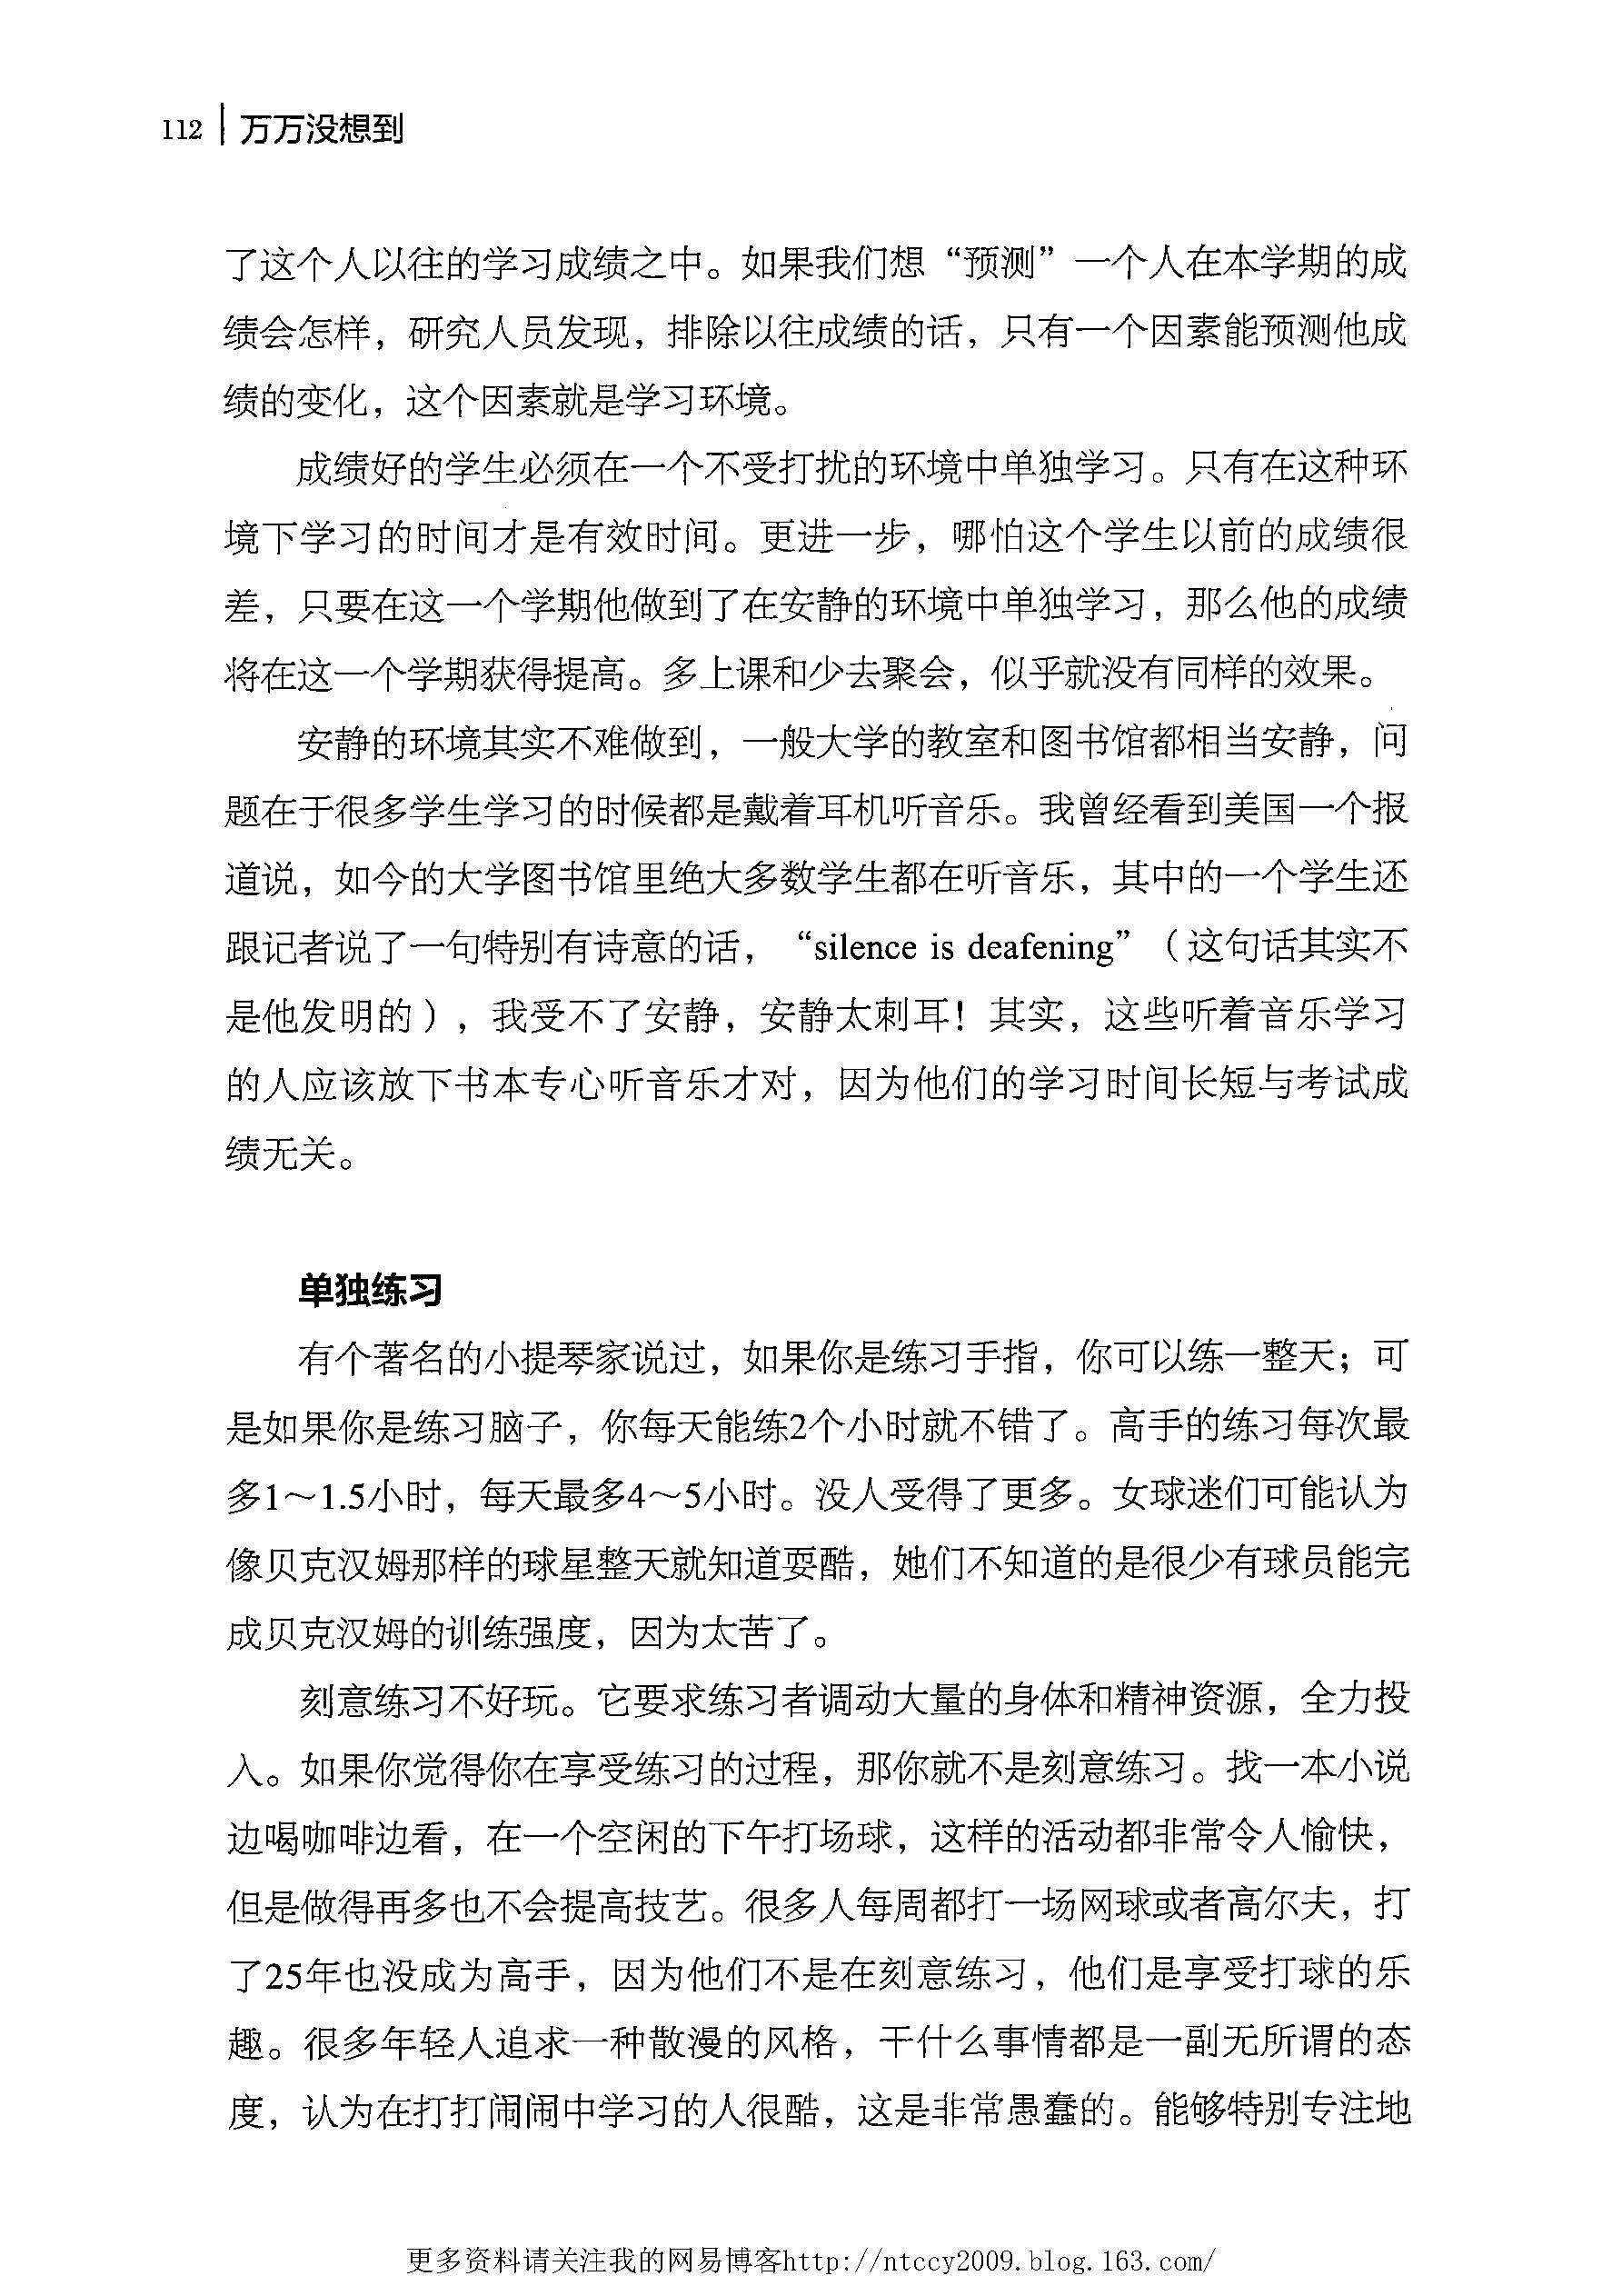 112 万万没想到
了这个人以往的学习成绩之中。如果我们想“预测”一个人在本学期的成
绩会怎样，研究人员发现，排除以往成绩的话，只有一个因素能预测他成
绩的变化，这个因素就是学习环境。
成绩好的学生必须在一个不受打扰的环境中单独学习。只有在这种环
境下学习的时间才是有效时间。更进一步，哪怕这个学生以前的成绩很
差，只要在这一个学期他做到了在安静的环境中单独学习，那么他的成绩
将在这一个学期获得提高。多上课和少去聚会，似乎就没有同样的效果。
安静的环境其实不难做到，一般大学的教室和图书馆都相当安静，问
题在于很多学生学习的时候都是戴着耳机听音乐。我曾经看到美国一个报
道说，如今的大学图书馆里绝大多数学生都在听音乐，其中的一个学生还
跟记者说了一句特别有诗意的话，“silence is deafening”（这句话其实不
是他发明的），我受不了安静，安静太刺耳！其实，这些听着音乐学习
的人应该放下书本专心听音乐才对，因为他们的学习时间长短与考试成
绩无关。
单独练习
有个著名的小提琴家说过，如果你是练习手指，你可以练一整天；可
是如果你是练习脑子，你每天能练2个小时就不错了。高手的练习每次最
多1～1.5小时，每天最多4～5小时。没人受得了更多。女球迷们可能认为
像贝克汉姆那样的球星整天就知道耍酷，她们不知道的是很少有球员能完
成贝克汉姆的训练强度，因为太苦了。
刻意练习不好玩。它要求练习者调动大量的身体和精神资源，全力投
入。如果你觉得你在享受练习的过程，那你就不是刻意练习。找一本小说
边喝咖啡边看，在一个空闲的下午打场球，这样的活动都非常令人愉快，
但是做得再多也不会提高技艺。很多人每周都打一场网球或者高尔夫，打
了25年也没成为高手，因为他们不是在刻意练习，他们是享受打球的乐
趣。很多年轻人追求一种散漫的风格，干什么事情都是一副无所谓的态
度，认为在打打闹闹中学习的人很酷，这是非常愚蠢的。能够特别专注地
更多资料请关注我的网易博客http://ntccy2009.blog.163.com/